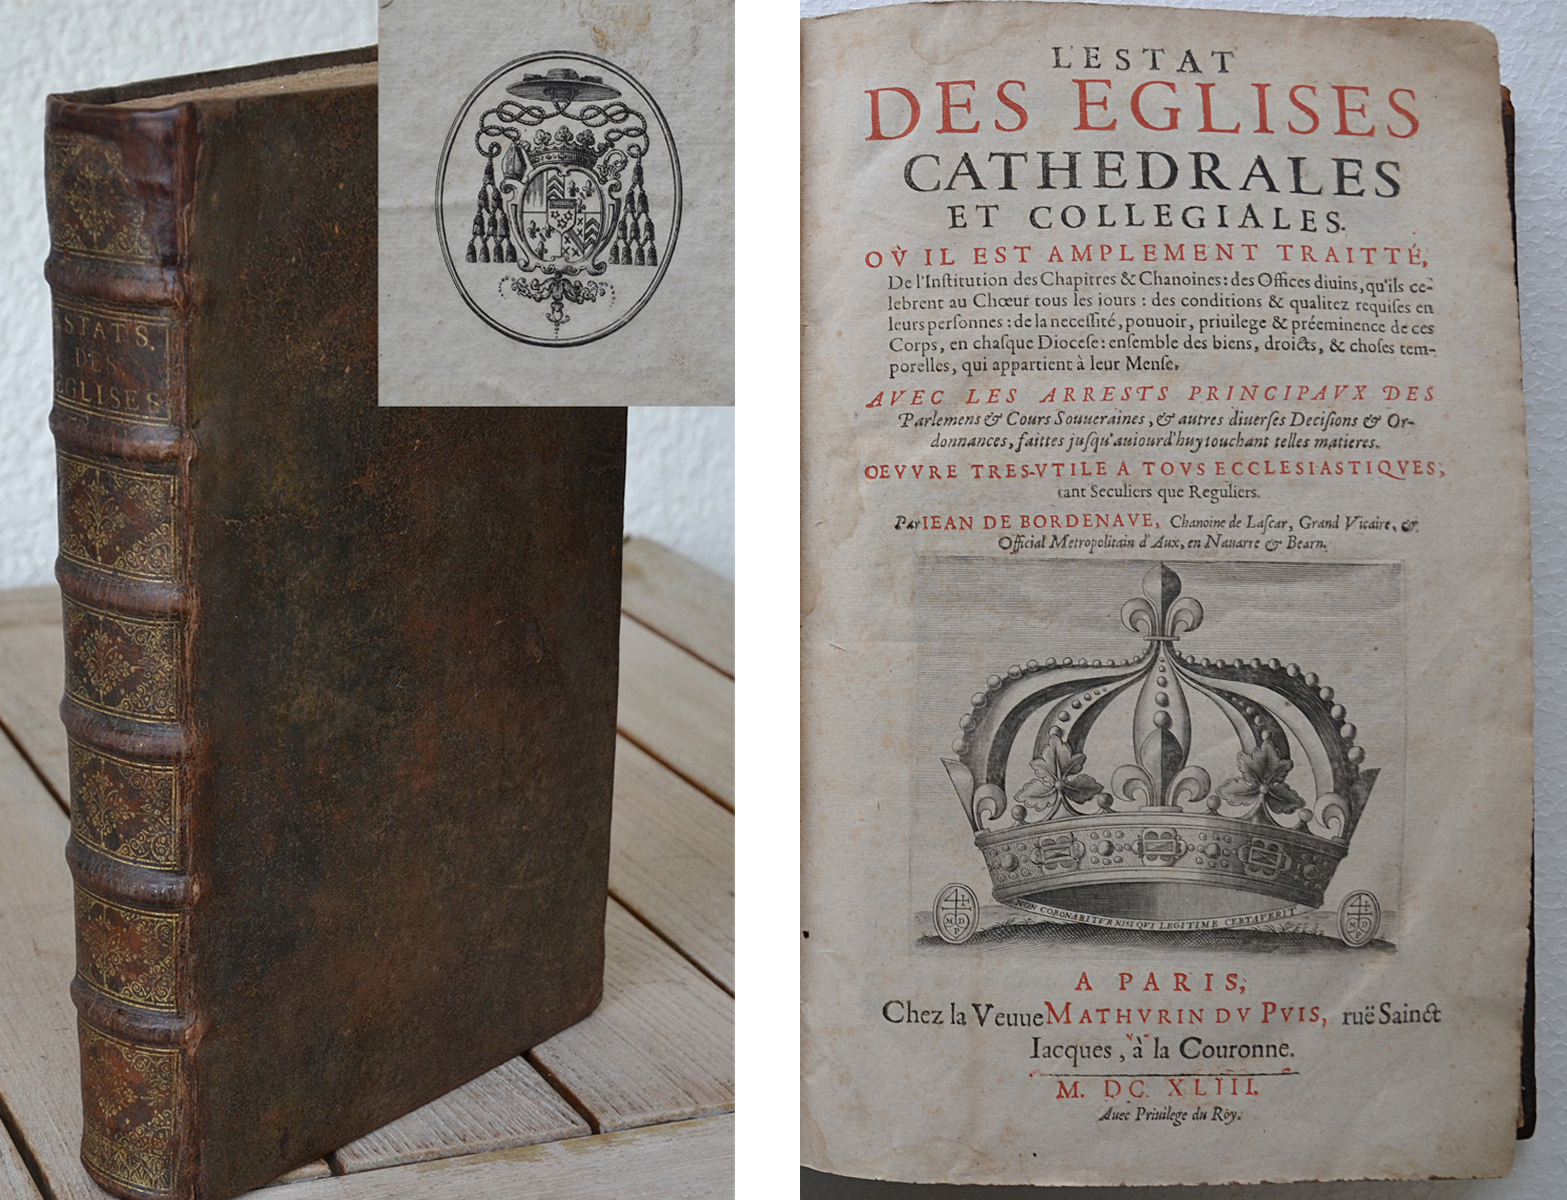 STATS.
DES
EGLISES
L'ESTAT
DES EGLISES
CATHEDRALES
ET COLLEGIALES.
OÙ IL EST AMPLEMENT TRAITTÉ,
De l'Institution des Chapitres & Chanoines: des Offices diuins, qu'ils ce-
lebrent au Chœur tous les iours: des conditions & qualitez requises en
leurs personnes: de la necessité, pouuoir, priuilege & prééminence de ces
Corps, en chasque Diocese: ensemble des biens, droicts, & choses tem-
porelles, qui appartient à leur Mense,
AVEC LES ARRESTS PRINCIPAVX DES
Parlemens & Cours Souueraines, & autres diuerses Decisions & Or-
donnances, faittes jusqu'auiourd'huy touchant telles matieres.
OEVVRE TRES-VTILE A TOVS ECCLESIASTIQVES,
tant Seculiers que Reguliers.
Par IEAN DE BORDENAVE, Chanoine de Lascar, Grand Vicaire, &
Official Metropolitain d'Aux, en Nauarre & Bearn.
NON CORONABITVR NISI QVI LEGITIME CERTAVERIT
M D
P
M D
P
A PARIS,
Chez la Veuue MATHVRIN DV PVIS, ruë Sainct
Iacques, à la Couronne.
M. DC. XLIII.
Auec Priuilege du Roy.